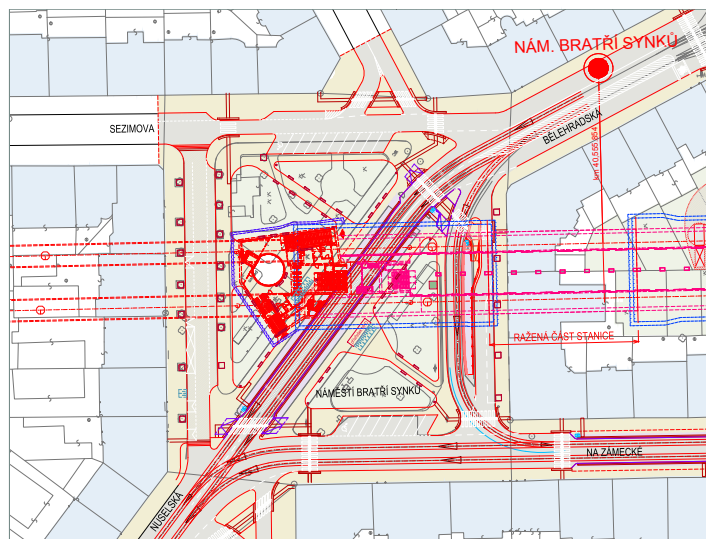 NÁM. BRATŘÍ SYNKŮ
SEZIMOVA
BĚLEHRADSKÁ
RAŽENÁ ČÁST STANICE
NÁMĚSTÍ BRATŘÍ SYNKŮ
NA ZÁMECKÉ
NUSELSKÁ